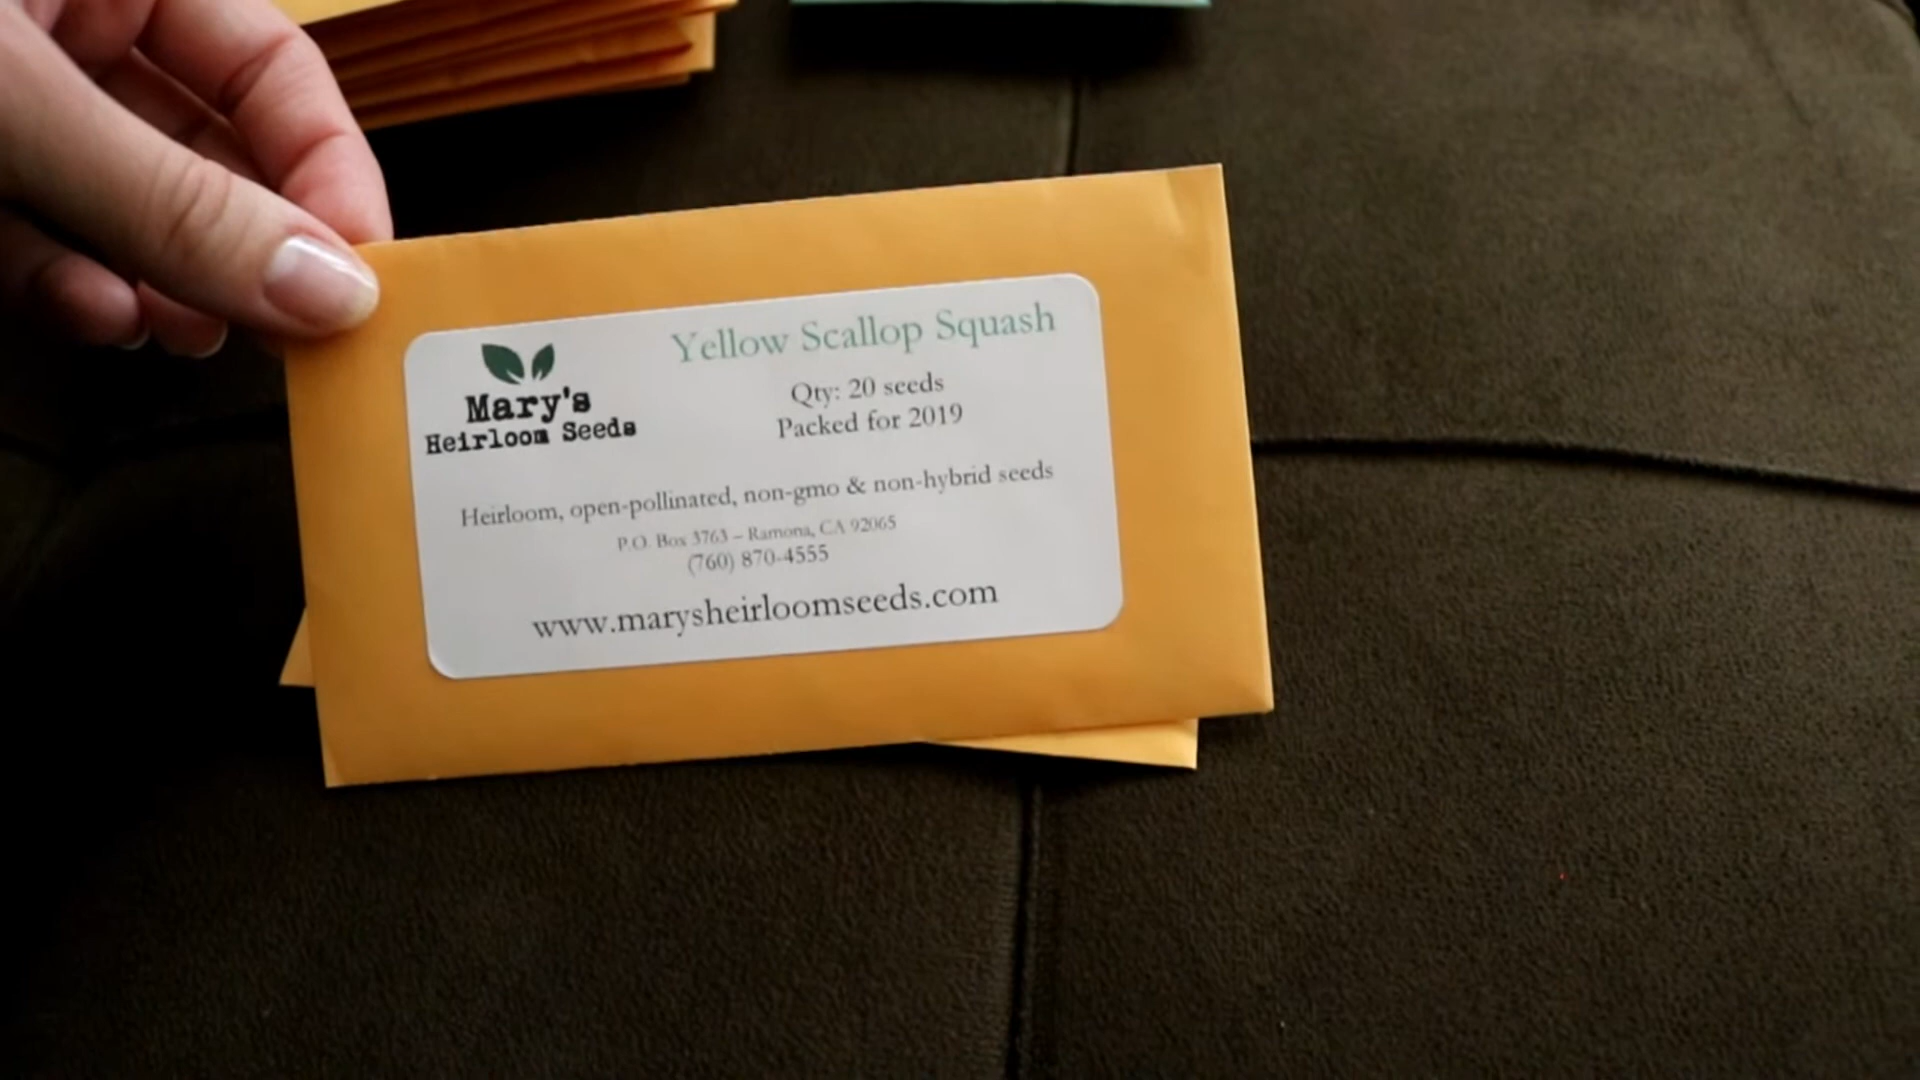 Mary's
Heirloom Seeds
Yellow Scallop Squash
Qty: 20 seeds
Packed for 2019
Heirloom, open-pollinated, non-gmo & non-hybrid seeds
P.O. Box 3763 – Ramona, CA 92065
(760) 870-4555
www.marysheirloomseeds.com